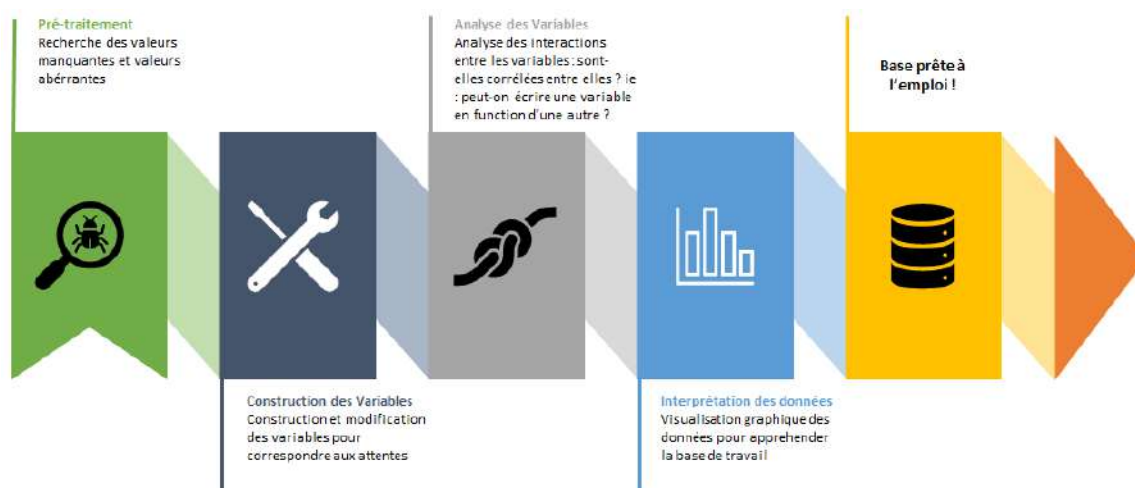 Pré-traitement
Recherche des valeurs
manquantes et valeurs
abérrantes
Construction des Variables
Construction et modification
des variables pour
correspondre aux attentes
Analyse des Variables
Analyse des interactions
entre les variables : sont-
elles corrélées entre elles ? ie
: peut-on écrire une variable
en function d'une autre ?
Interprétation des données
Visualisation graphique des
données pour apprehender
la base de travail
Base prête à
l'emploi !